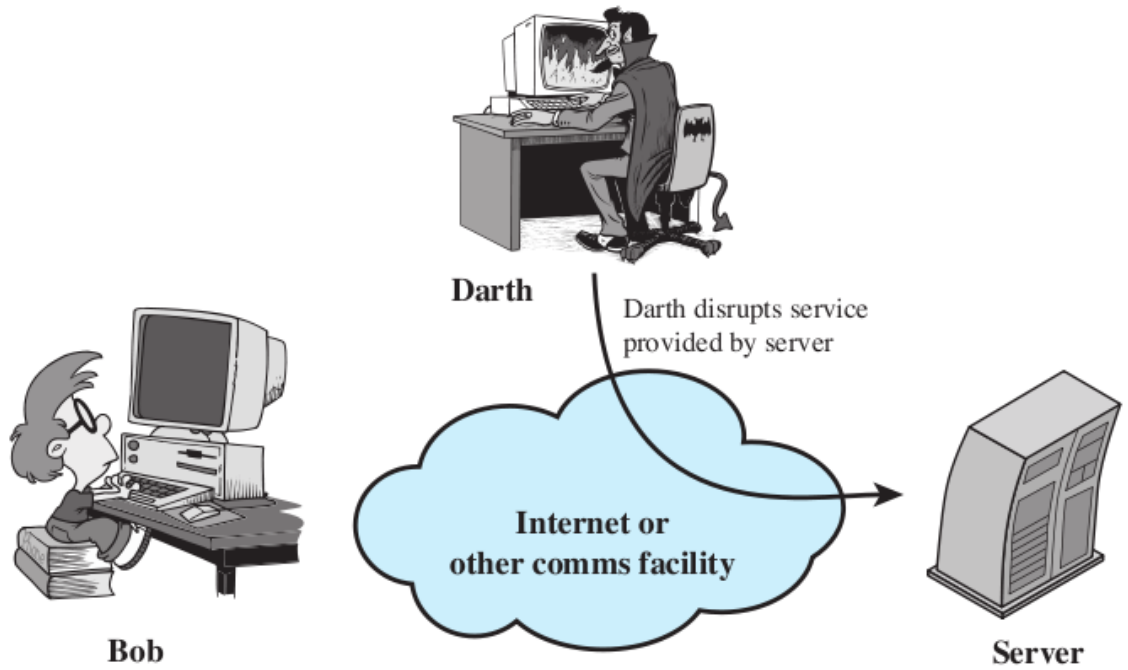 Darth
Darth disrupts service
provided by server
Internet or
other comms facility
Bob
Server